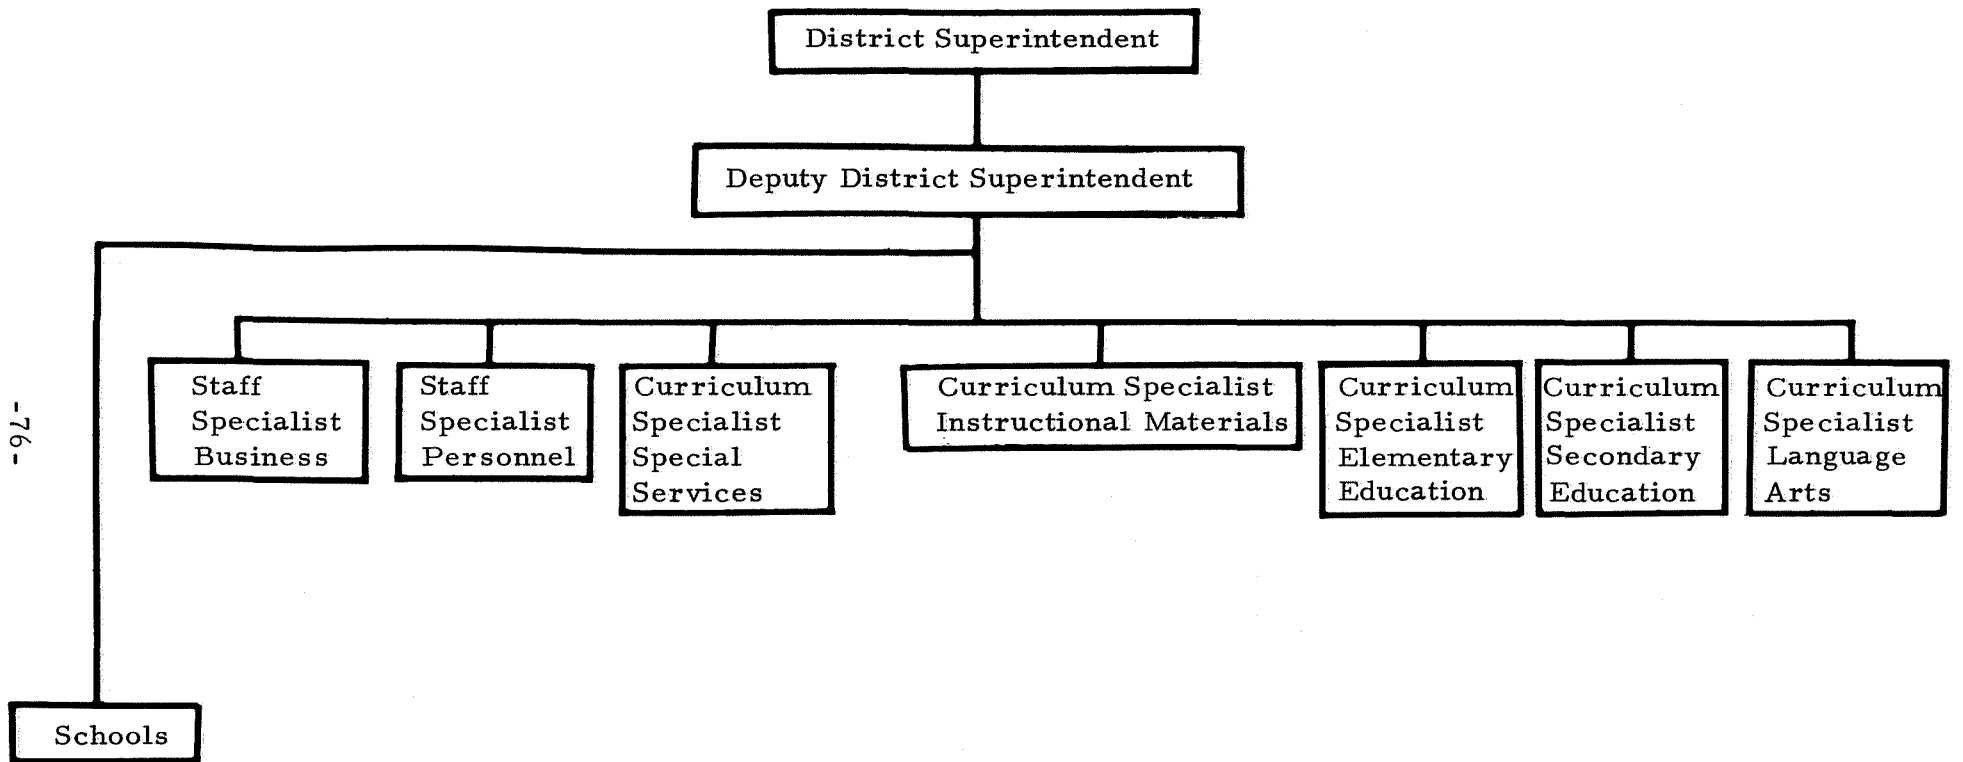 District Superintendent
Deputy District Superintendent
Staff
Specialist
Business
Staff
Specialist
Personnel
Curriculum
Specialist
Special
Services
Curriculum Specialist
Instructional Materials
Curriculum
Specialist
Elementary
Education
Curriculum
Specialist
Secondary
Education
Curriculum
Specialist
Language
Arts
-76-
Schools